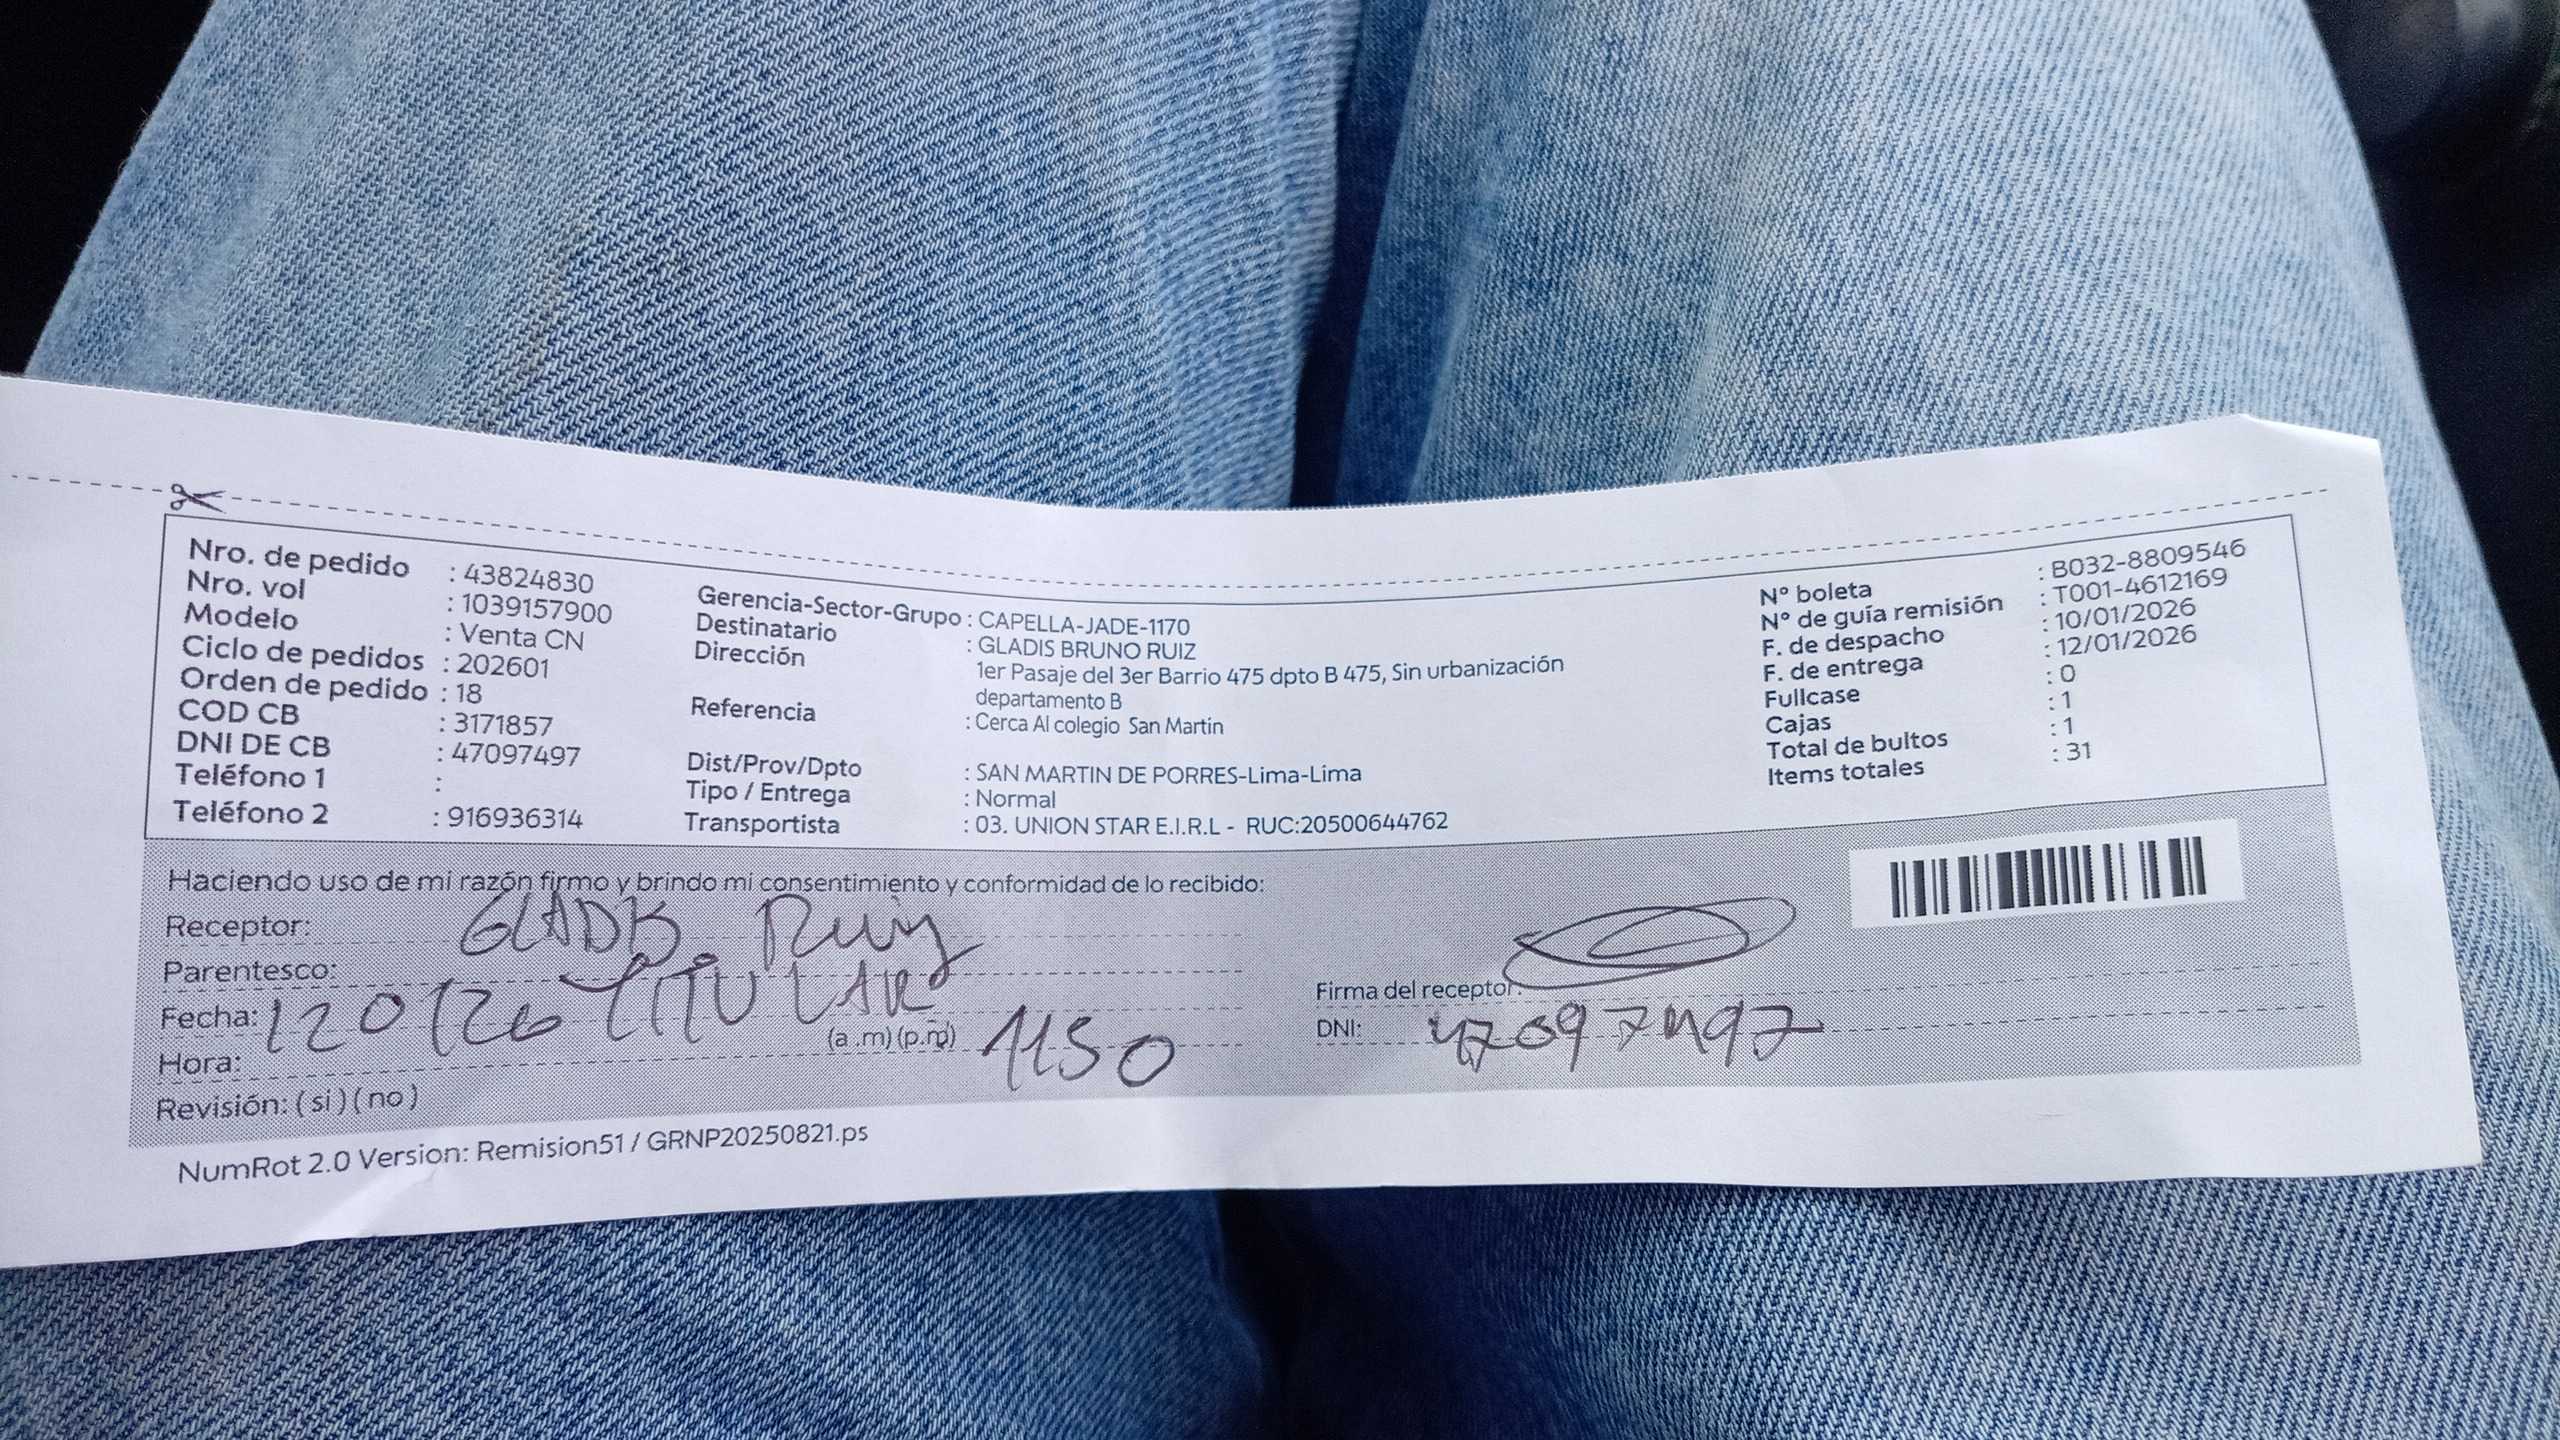 Nro. de pedido : 43824830
Nro. vol : 1039157900
Modelo : Venta CN
Ciclo de pedidos : 202601
Orden de pedido : 18
COD CB : 3171857
DNI DE CB : 47097497
Teléfono 1 :
Teléfono 2 : 916936314
Gerencia-Sector-Grupo : CAPELLA-JADE-1170
Destinatario : GLADIS BRUNO RUIZ
Dirección 1er Pasaje del 3er Barrio 475 dpto B 475, Sin urbanización
departamento B
Referencia : Cerca Al colegio San Martin
Dist/Prov/Dpto : SAN MARTIN DE PORRES-Lima-Lima
Tipo / Entrega : Normal
Transportista : 03. UNION STAR E.I.R.L - RUC:20500644762
N° boleta : B032-8809546
N° de guía remisión : T001-4612169
F. de despacho : 10/01/2026
F. de entrega : 12/01/2026
Fullcase : 0
Cajas : 1
Total de bultos : 1
Items totales : 31
Haciendo uso de mi razón firmo y brindo mi consentimiento y conformidad de lo recibido:
Receptor: GLADIS Ruiz
Parentesco: TITULAR
Fecha: 120126
Hora: (a .m) (p.m) 1150
Revisión: ( si ) ( no )
Firma del receptor:
DNI: 47097497
NumRot 2.0 Version: Remision51 / GRNP20250821.ps